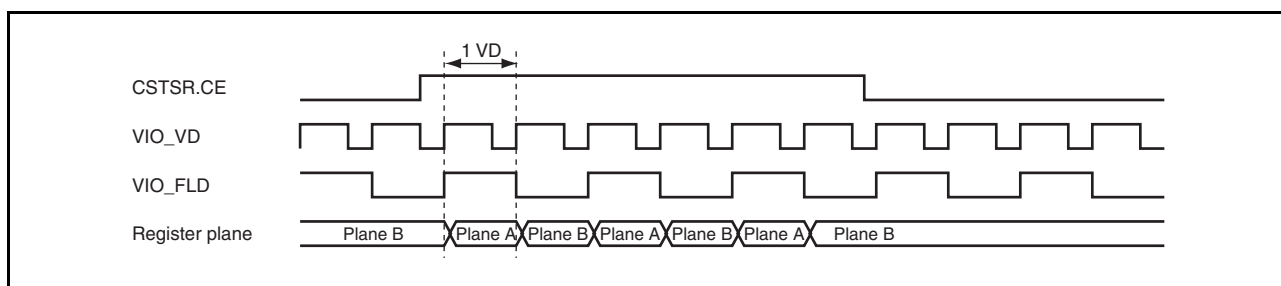 1 VD
CSTSR.CE
VIO_VD
VIO_FLD
Register plane Plane B Plane A Plane B Plane A Plane B Plane A Plane B